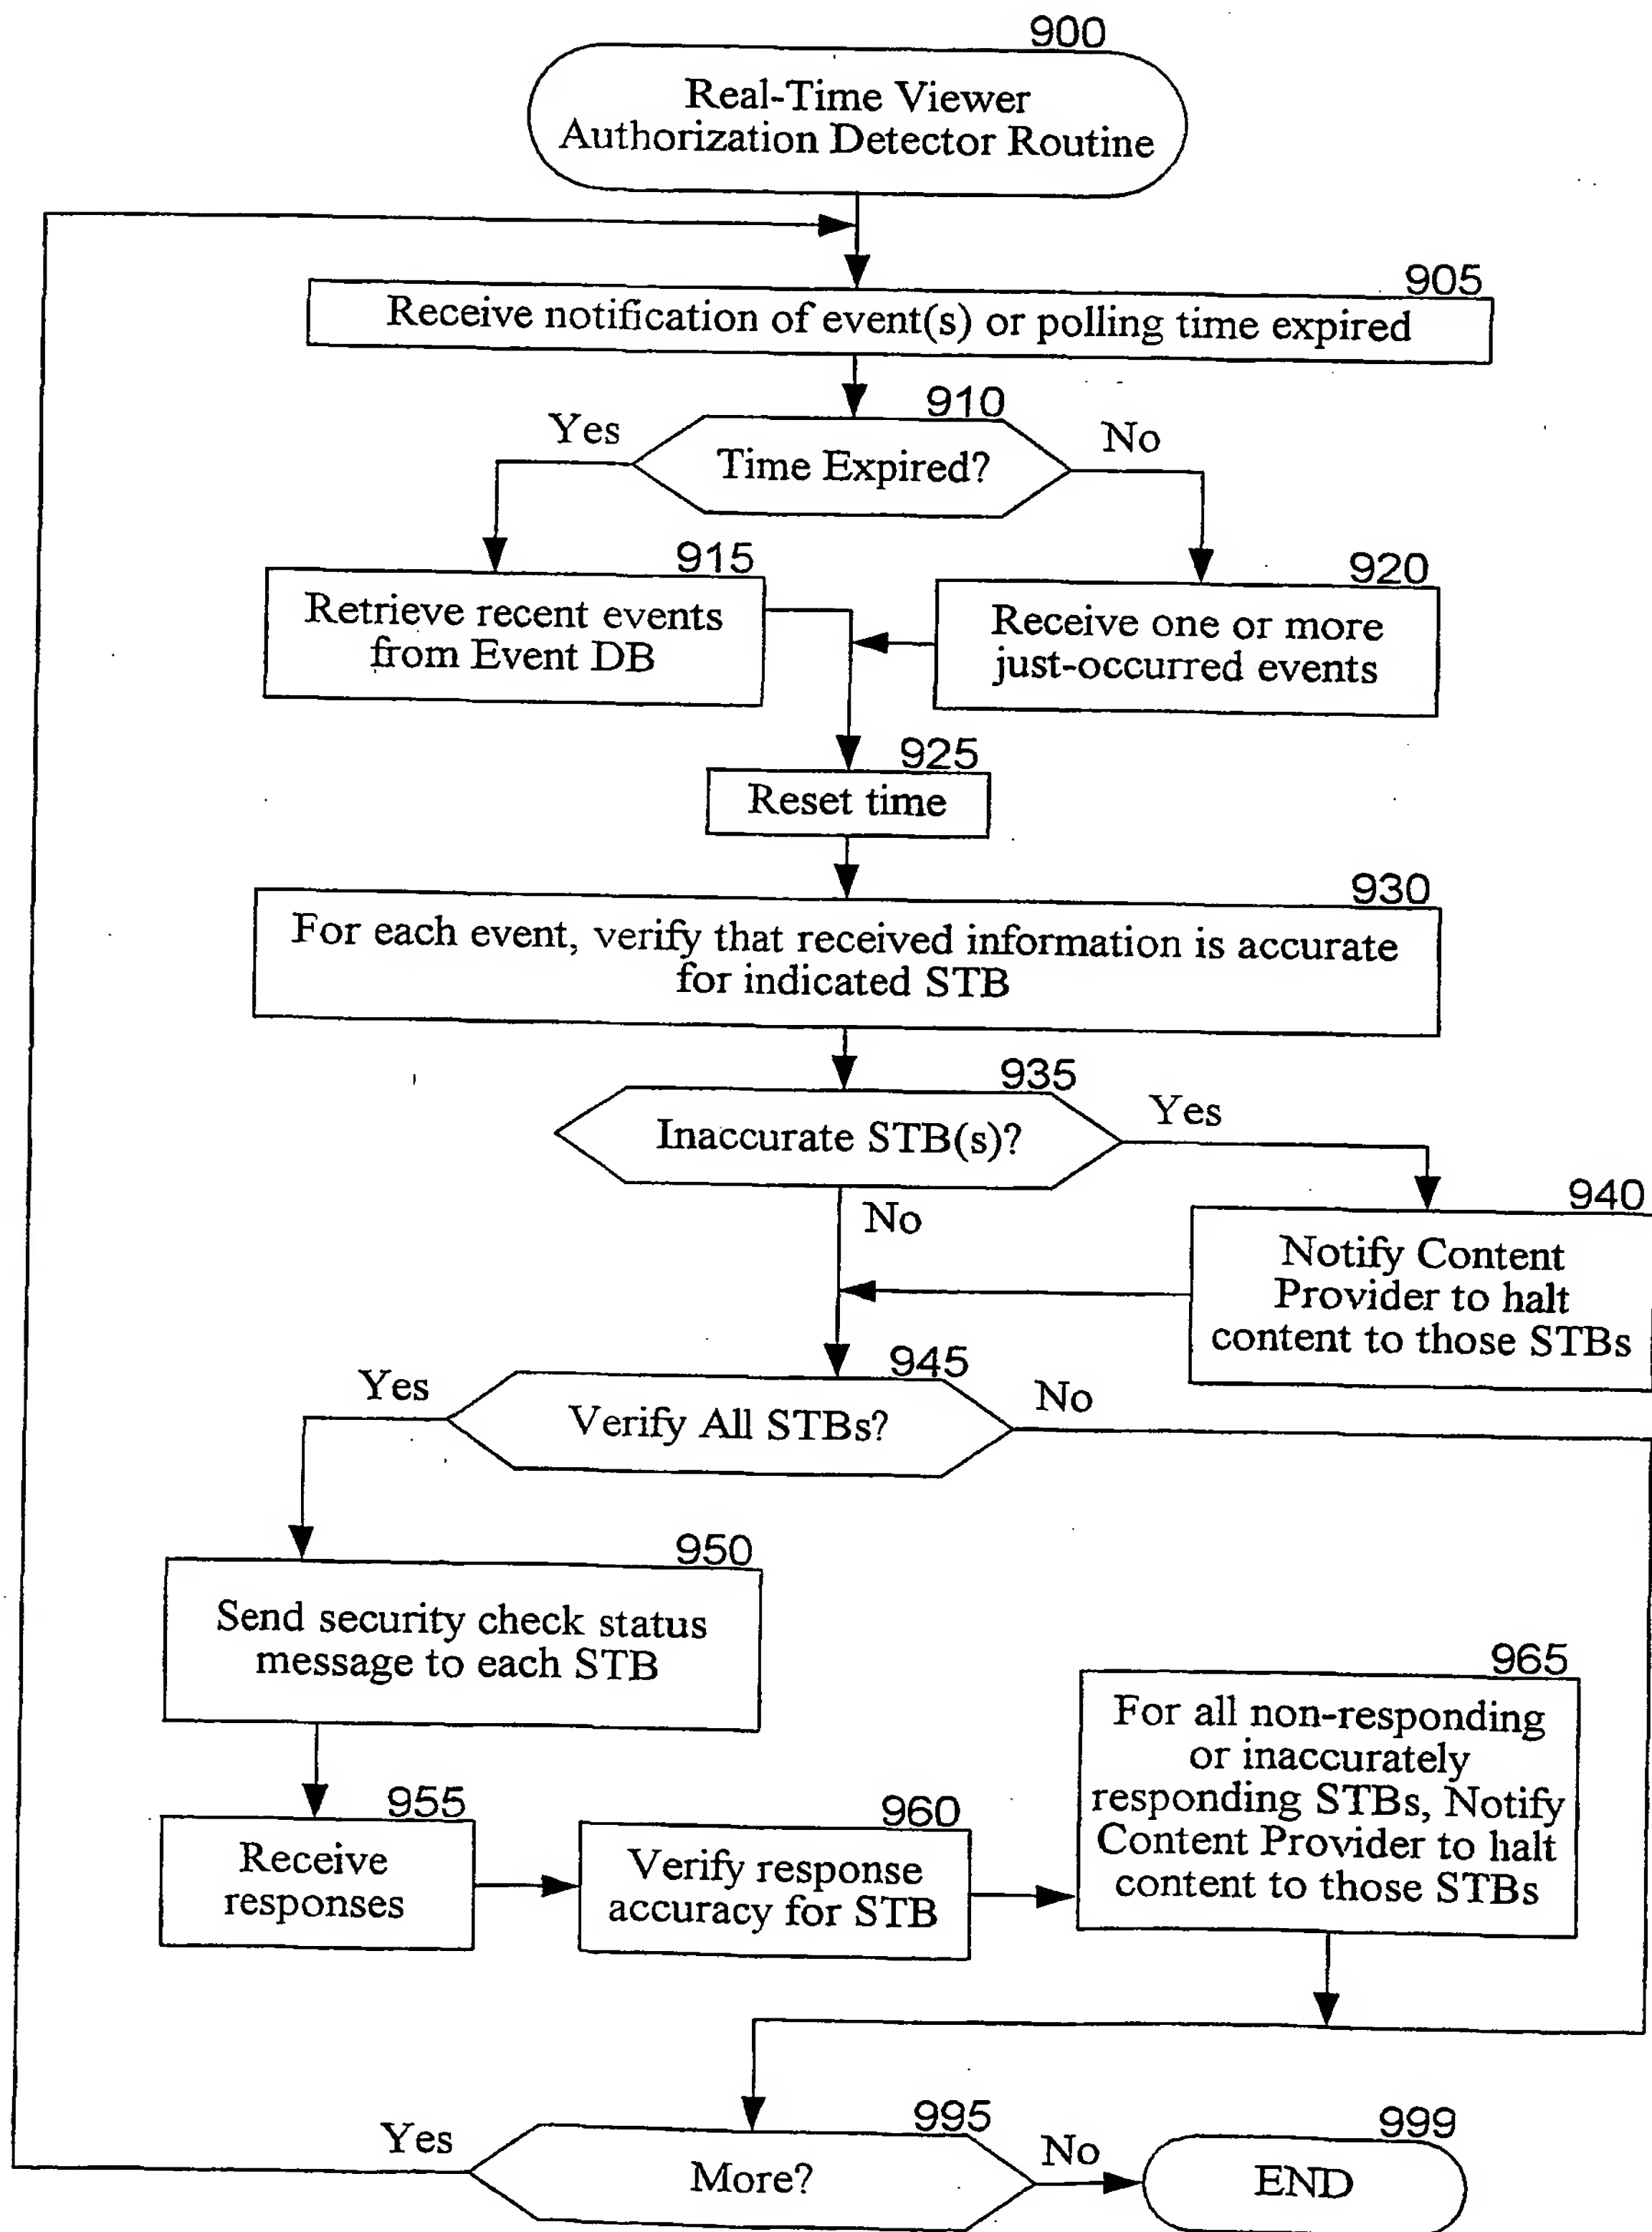 900
Real-Time Viewer
Authorization Detector Routine
905
Receive notification of event(s) or polling time expired
910
Yes
No
Time Expired?
915
Retrieve recent events
from Event DB
920
Receive one or more
just-occurred events
925
Reset time
930
For each event, verify that received information is accurate
for indicated STB
935
Inaccurate STB(s)?
Yes
No
940
Notify Content
Provider to halt
content to those STBs
945
Yes
No
Verify All STBs?
950
Send security check status
message to each STB
955
Receive
responses
960
Verify response
accuracy for STB
965
For all non-responding
or inaccurately
responding STBs, Notify
Content Provider to halt
content to those STBs
995
Yes
More?
No
999
END